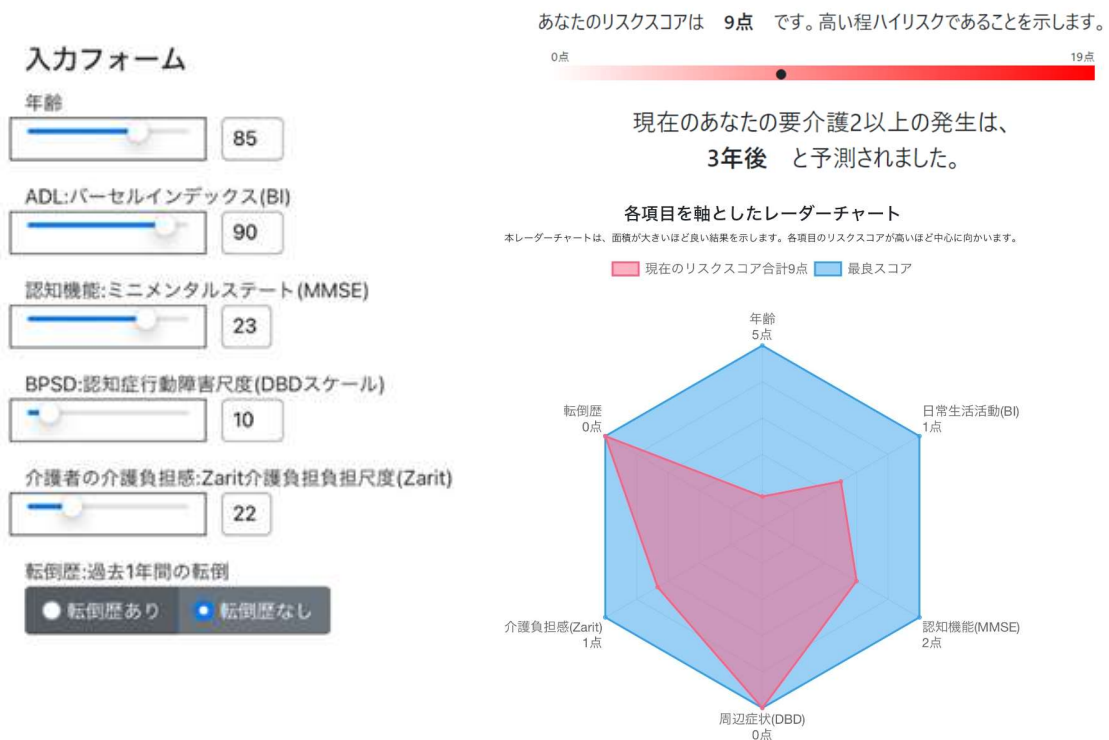 入力フォーム
年齢
85
ADL:バーセルインデックス(BI)
90
認知機能:ミニメンタルステート(MMSE)
23
BPSD:認知症行動障害尺度(DBDスケール)
10
介護者の介護負担感:Zarit介護負担負担尺度(Zarit)
22
転倒歴:過去1年間の転倒
転倒歴あり 転倒歴なし
あなたのリスクスコアは 9点 です。高い程ハイリスクであることを示します。
0点 19点
現在のあなたの要介護2以上の発生は、
3年後 と予測されました。
各項目を軸としたレーダーチャート
本レーダーチャートは、面積が大きいほど良い結果を示します。各項目のリスクスコアが高いほど中心に向かいます。
現在のリスクスコア合計9点 最良スコア
年齢
5点
転倒歴
0点
日常生活活動(BI)
1点
介護負担感(Zarit)
1点
認知機能(MMSE)
2点
周辺症状(DBD)
0点